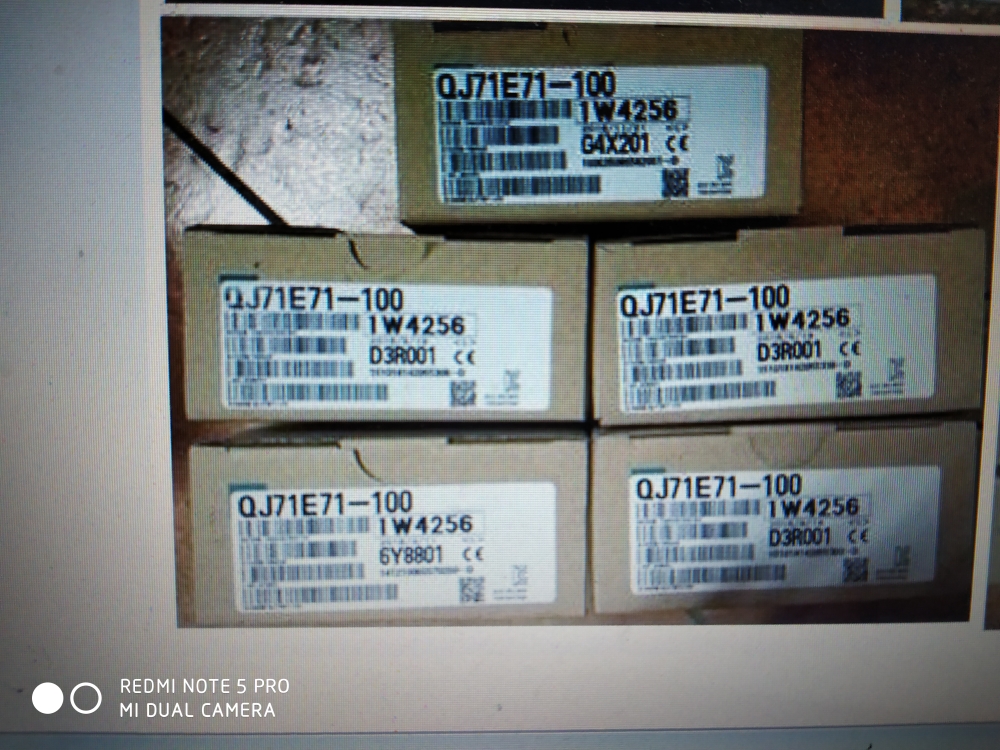 QJ71E71-100
1W4256
G4X201 CE
QJ71E71-100
1W4256
D3R001 CE
QJ71E71-100
1W4256
D3R001 CE
QJ71E71-100
1W4256
6Y8801 CE
QJ71E71-100
1W4256
D3R001 CE
REDMI NOTE 5 PRO
MI DUAL CAMERA